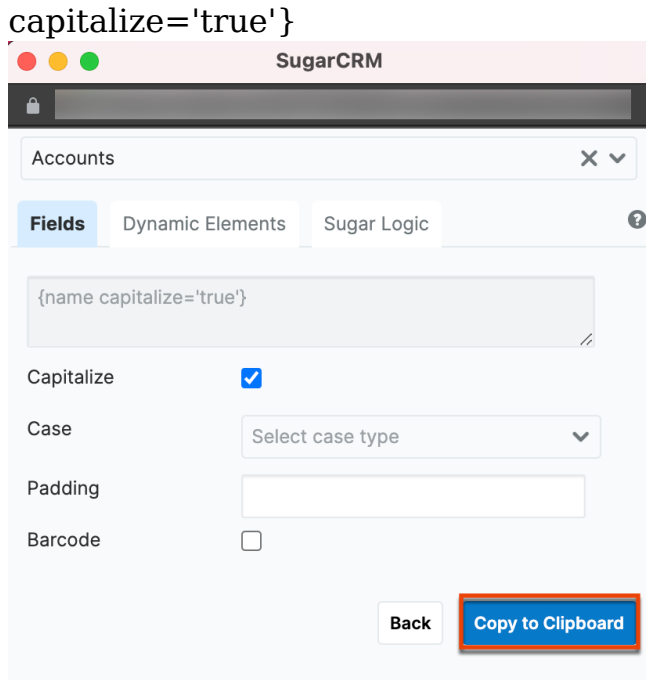 capitalize='true'}
SugarCRM
Accounts
Fields Dynamic Elements Sugar Logic ?
{name capitalize='true'}
Capitalize
Case Select case type
Padding
Barcode
Back Copy to Clipboard